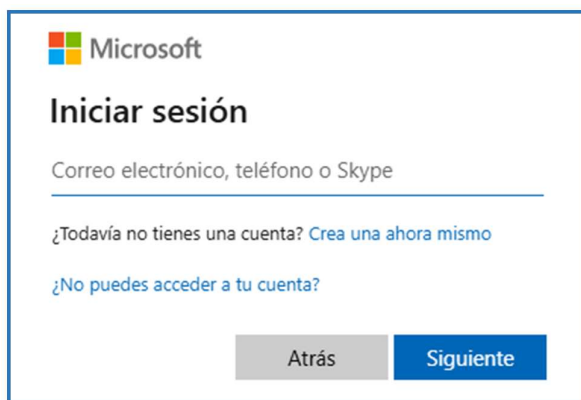 Microsoft
Iniciar sesión
Correo electrónico, teléfono o Skype
¿Todavía no tienes una cuenta? Crea una ahora mismo
¿No puedes acceder a tu cuenta?
Atrás Siguiente